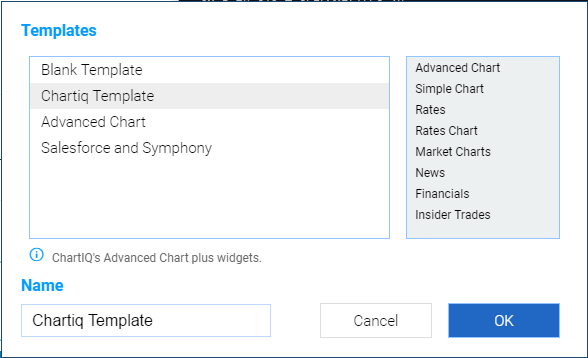 Templates
Blank Template
Chartiq Template
Advanced Chart
Salesforce and Symphony
Advanced Chart
Simple Chart
Rates
Rates Chart
Market Charts
News
Financials
Insider Trades
ChartIQ's Advanced Chart plus widgets.
Name
Chartiq Template
Cancel
OK